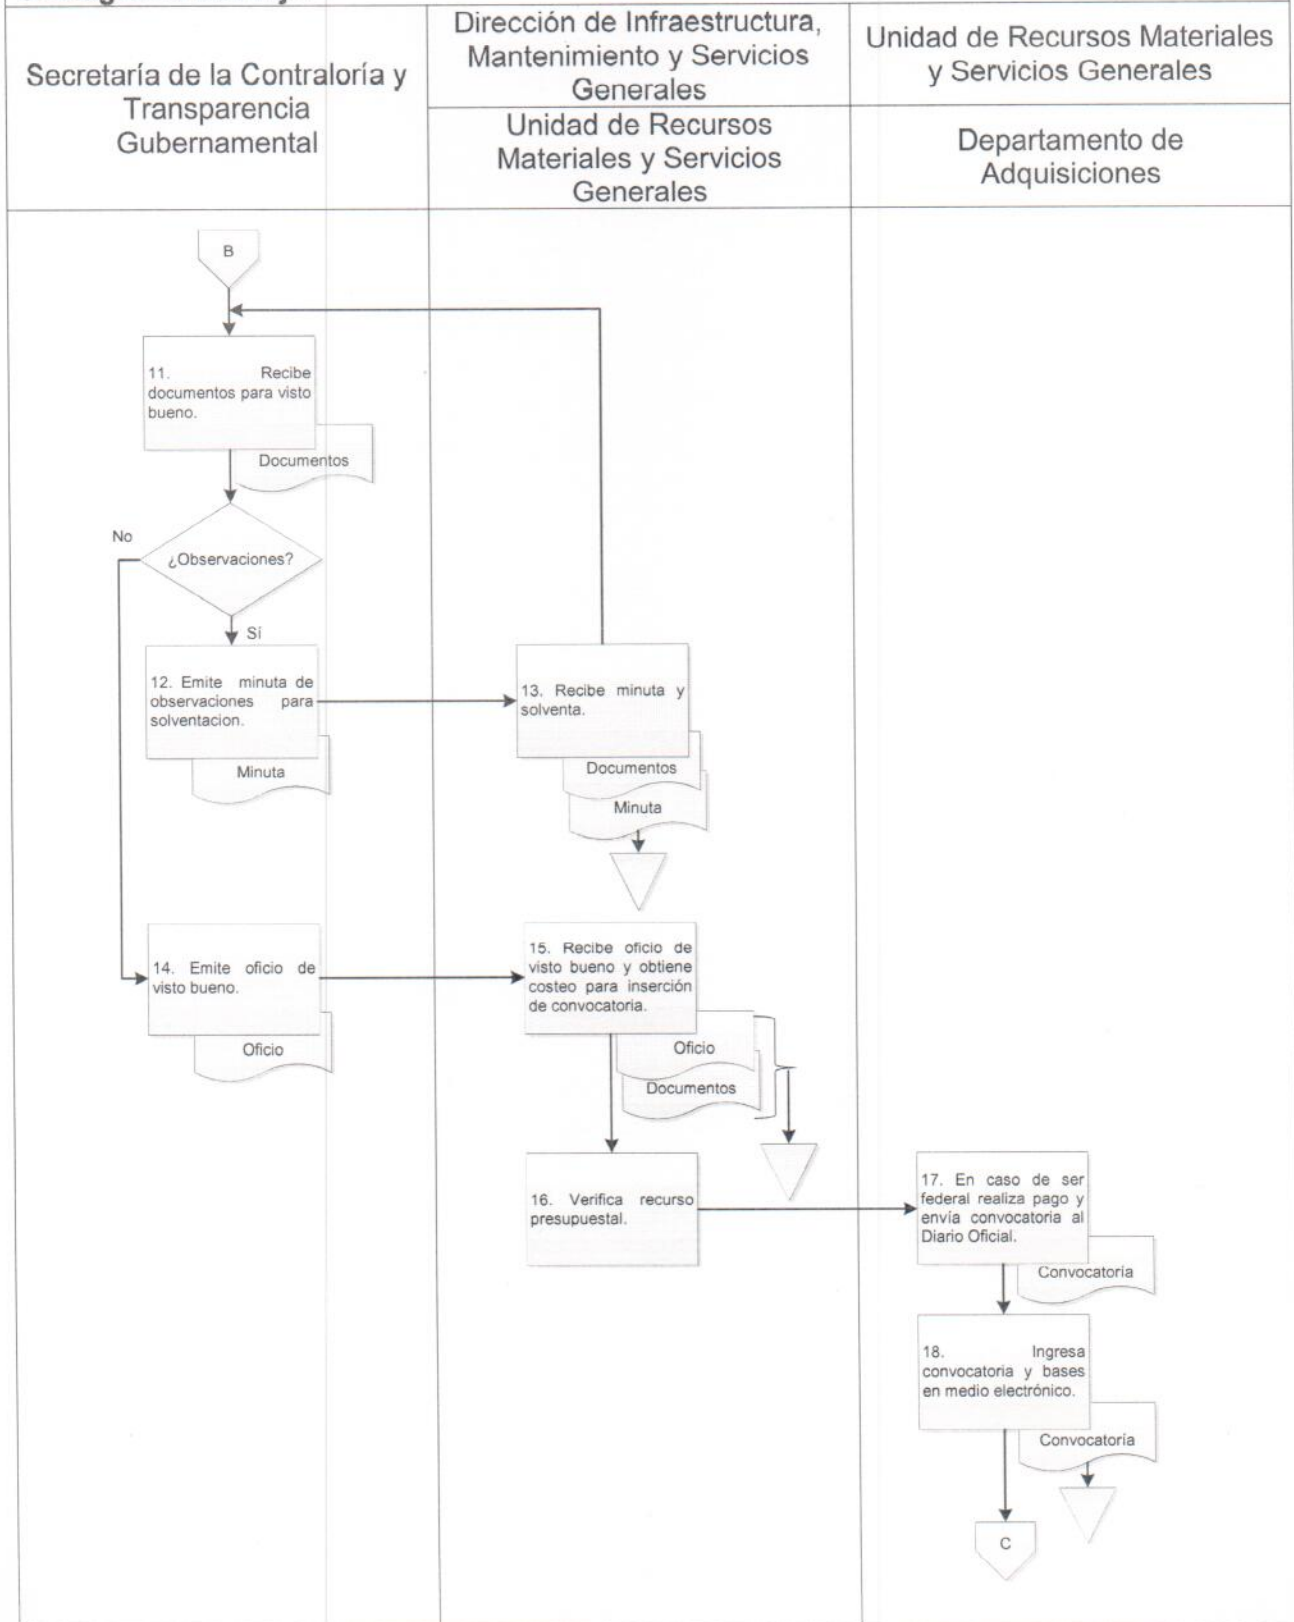 Secretaría de la Contraloría y
Transparencia
Gubernamental
Dirección de Infraestructura,
Mantenimiento y Servicios
Generales
Unidad de Recursos
Materiales y Servicios
Generales
Unidad de Recursos Materiales
y Servicios Generales
Departamento de
Adquisiciones
B
11. Recibe
documentos para visto
bueno.
Documentos
No
¿Observaciones?
Sí
12. Emite minuta de
observaciones para
solventacion.
Minuta
13. Recibe minuta y
solventa.
Documentos
Minuta
14. Emite oficio de
visto bueno.
Oficio
15. Recibe oficio de
visto bueno y obtiene
costeo para inserción
de convocatoria.
Oficio
Documentos
16. Verifica recurso
presupuestal.
17. En caso de ser
federal realiza pago y
envía convocatoria al
Diario Oficial.
Convocatoria
18. Ingresa
convocatoria y bases
en medio electrónico.
Convocatoria
C